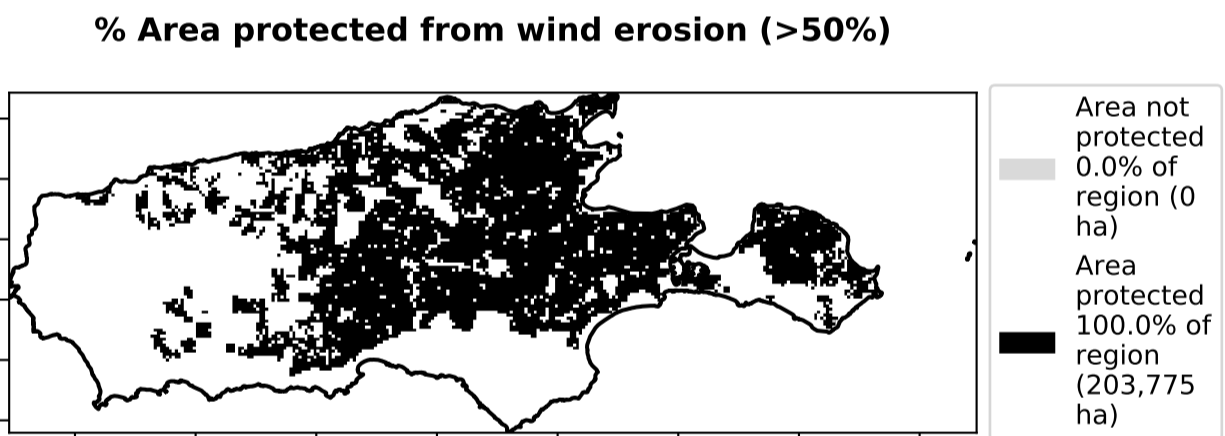 % Area protected from wind erosion (>50%)
Area not
protected
0.0% of
region (0
ha)
Area
protected
100.0% of
region
(203,775
ha)